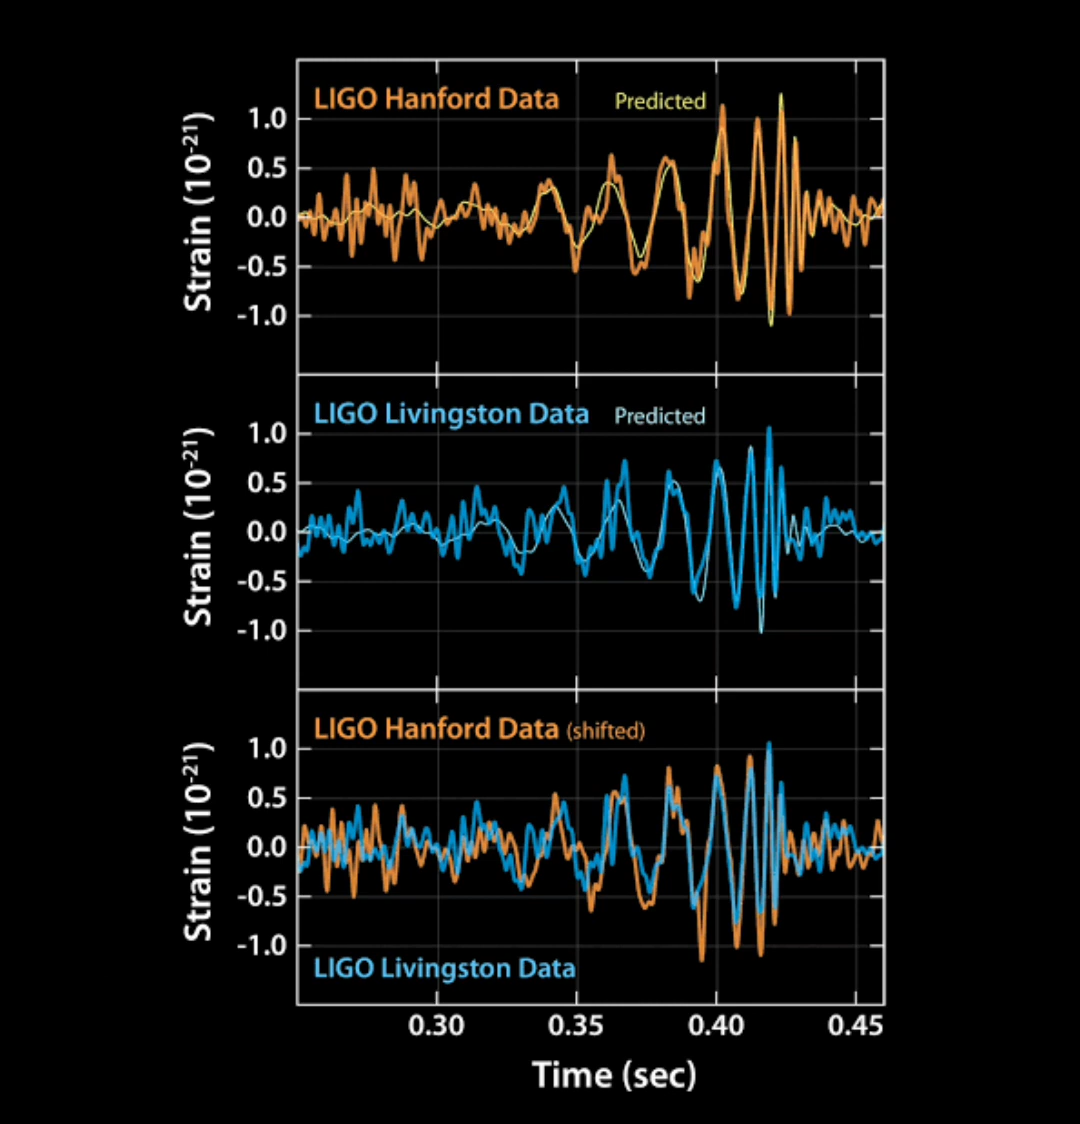 LIGO Hanford Data Predicted
1.0
0.5
0.0
-0.5
-1.0
Strain (10-21)
LIGO Livingston Data Predicted
1.0
0.5
0.0
-0.5
-1.0
Strain (10-21)
LIGO Hanford Data (shifted)
1.0
0.5
0.0
-0.5
-1.0
Strain (10-21)
LIGO Livingston Data
0.30 0.35 0.40 0.45
Time (sec)